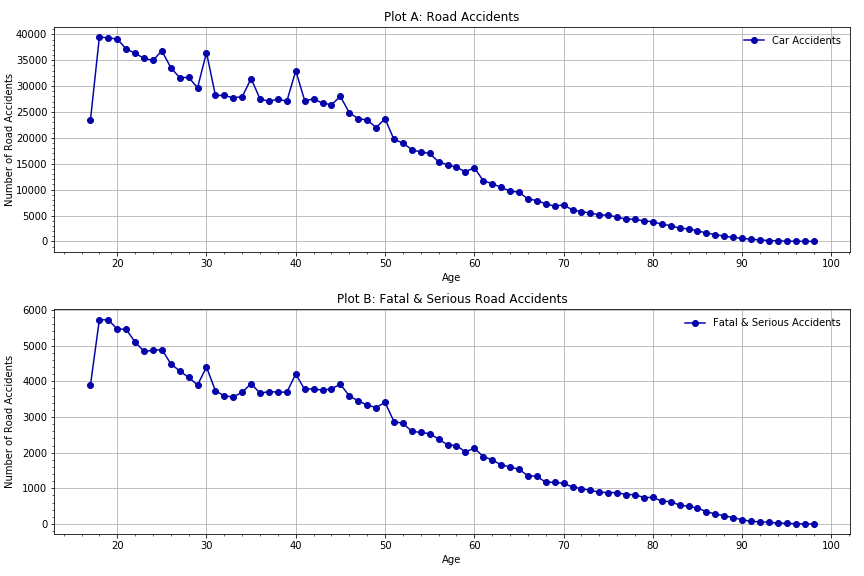 Plot A: Road Accidents
Number of Road Accidents
40000
35000
30000
25000
20000
15000
10000
5000
0
Car Accidents
20 30 40 50 60 70 80 90 100
Age
Plot B: Fatal & Serious Road Accidents
Number of Road Accidents
6000
5000
4000
3000
2000
1000
0
Fatal & Serious Accidents
20 30 40 50 60 70 80 90 100
Age